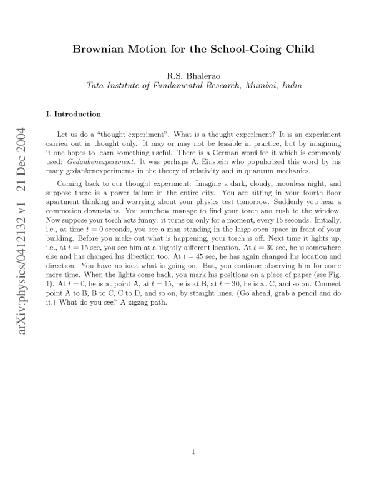 Brownian Motion for the School-Going Child
R.S. Bhalerao
Tata Institute of Fundamental Research, Mumbai, India
I. Introduction
Let us do a "thought experiment". What is a thought experiment? It is an experiment
carried out in thought only. It may or may not be feasible in practice, but by imagining
it one hopes to learn something useful. There is a German word for it which is commonly
used: Gedankenexperiment. It was perhaps A. Einstein who popularized this word by his
many gedankenexperiments in the theory of relativity and in quantum mechanics.
Coming back to our thought experiment: Imagine a dark, cloudy, moonless night, and
suppose there is a power failure in the entire city. You are sitting in your fourth floor
apartment thinking and worrying about your physics test tomorrow. Suddenly you hear a
commotion downstairs. You somehow manage to find your torch and rush to the window.
Now suppose your torch acts funny: it turns on only for a moment, every 15 seconds. Initially,
i.e., at time t = 0 seconds, you see a man standing in the large open space in front of your
building. Before you make out what is happening, your torch is off. Next time it lights up,
i.e., at t = 15 sec, you see him at a slightly different location. At t = 30 sec, he is somewhere
else and has changed his direction too. At t = 45 sec, he has again changed his location and
direction. You have no idea what is going on. But, you continue observing him for some
more time. When the lights come back, you mark his positions on a piece of paper (see Fig.
1). At t = 0, he is at point A, at t = 15, he is at B, at t = 30, he is at C, and so on. Connect
point A to B, B to C, C to D, and so on, by straight lines. (Go ahead, grab a pencil and do
it.) What do you see? A zigzag path.
1
arXiv:physics/0412132 v1 21 Dec 2004